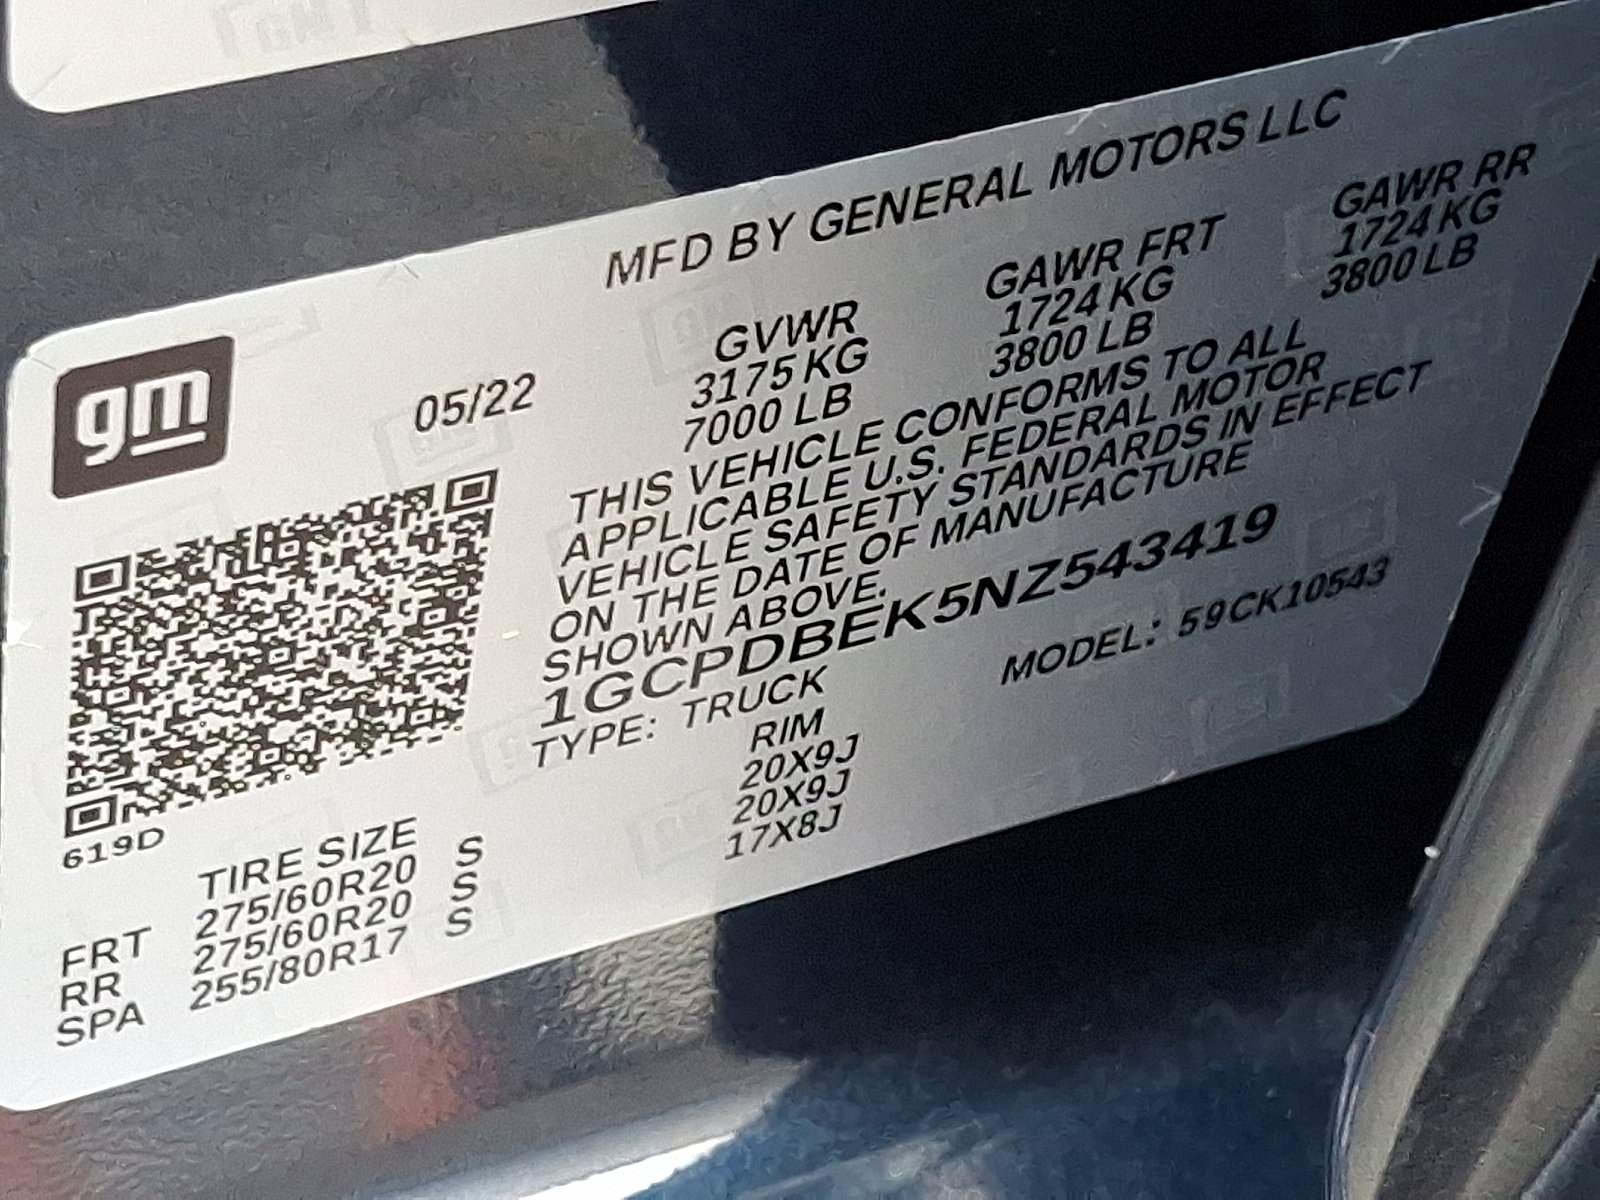 MFD BY GENERAL MOTORS LLC
gm
05/22
GVWR GAWR FRT GAWR RR
3175 KG 1724 KG 1724 KG
7000 LB 3800 LB 3800 LB
THIS VEHICLE CONFORMS TO ALL
APPLICABLE U.S. FEDERAL MOTOR
VEHICLE SAFETY STANDARDS IN EFFECT
ON THE DATE OF MANUFACTURE
SHOWN ABOVE.
1GCPDBEK5NZ543419
TYPE: TRUCK MODEL: 59CK10543
619D
TIRE SIZE RIM
FRT 275/60R20 S 20X9J
RR 275/60R20 S 20X9J
SPA 255/80R17 S 17X8J